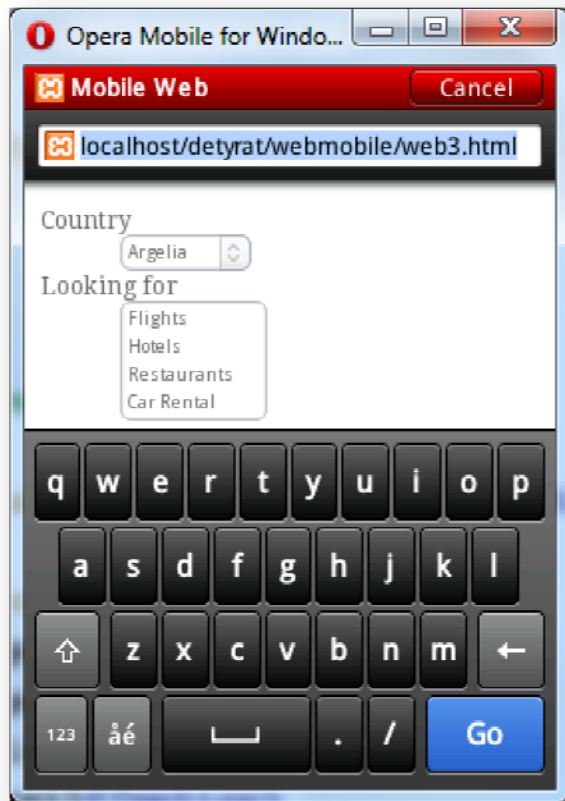 Opera Mobile for Windo...
Mobile Web Cancel
localhost/detyrat/webmobile/web3.html
Country
Argelia
Looking for
Flights
Hotels
Restaurants
Car Rental
q w e r t y u i o p
a s d f g h j k l
z x c v b n m
123 åé . / Go